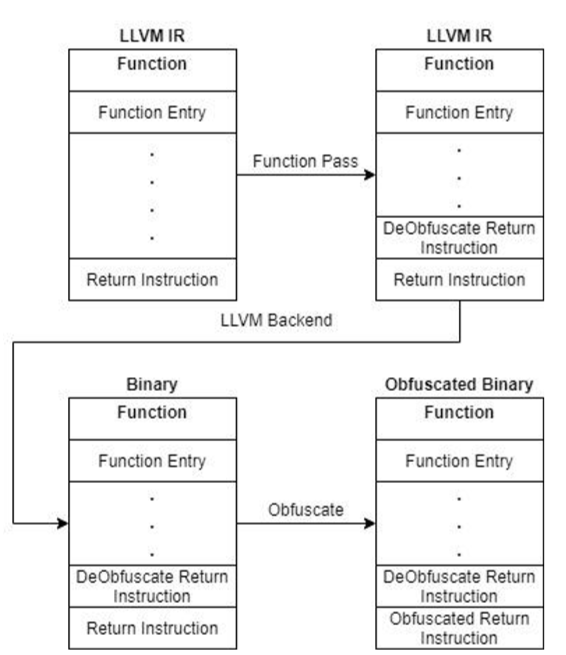 LLVM IR
Function
Function Entry
.
.
.
.
Return Instruction
Function Pass
LLVM IR
Function
Function Entry
.
.
.
DeObfuscate Return
Instruction
Return Instruction
LLVM Backend
Binary
Function
Function Entry
.
.
.
DeObfuscate Return
Instruction
Return Instruction
Obfuscate
Obfuscated Binary
Function
Function Entry
.
.
.
DeObfuscate Return
Instruction
Obfuscated Return
Instruction